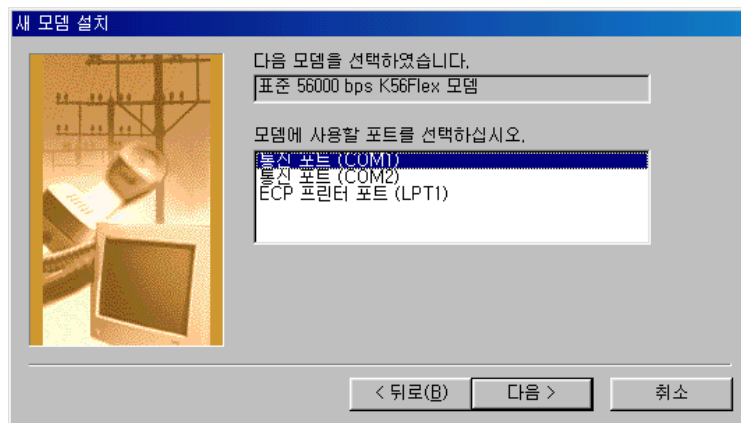 새 모뎀 설치
다음 모뎀을 선택하였습니다.
표준 56000 bps K56Flex 모뎀
모뎀에 사용할 포트를 선택하십시오.
통신 포트 (COM1)
통신 포트 (COM2)
ECP 프린터 포트 (LPT1)
< 뒤로(B)
다음 >
취소